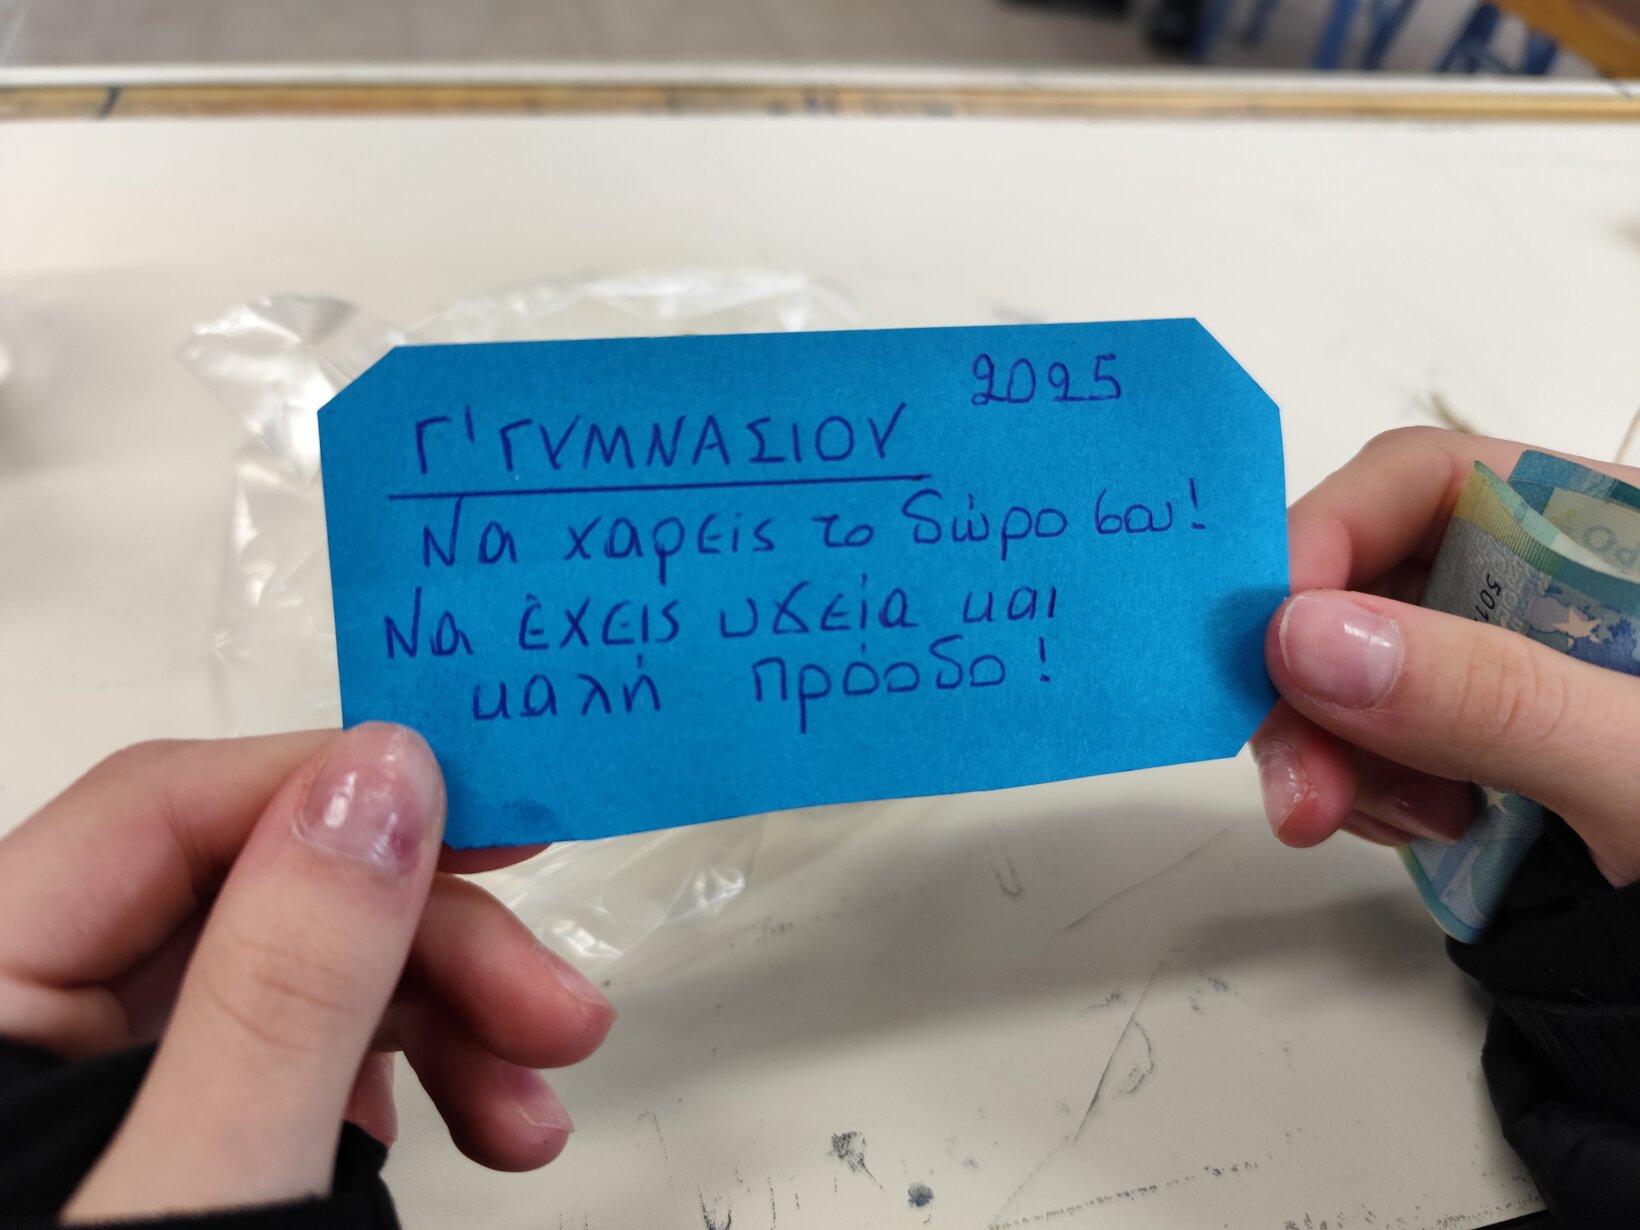 2025
Γ' ΓΥΜΝΑΣΙΟΥ
Να χαρείς το δώρο σου!
Να έχεις υγεία και
καλή πρόοδο!